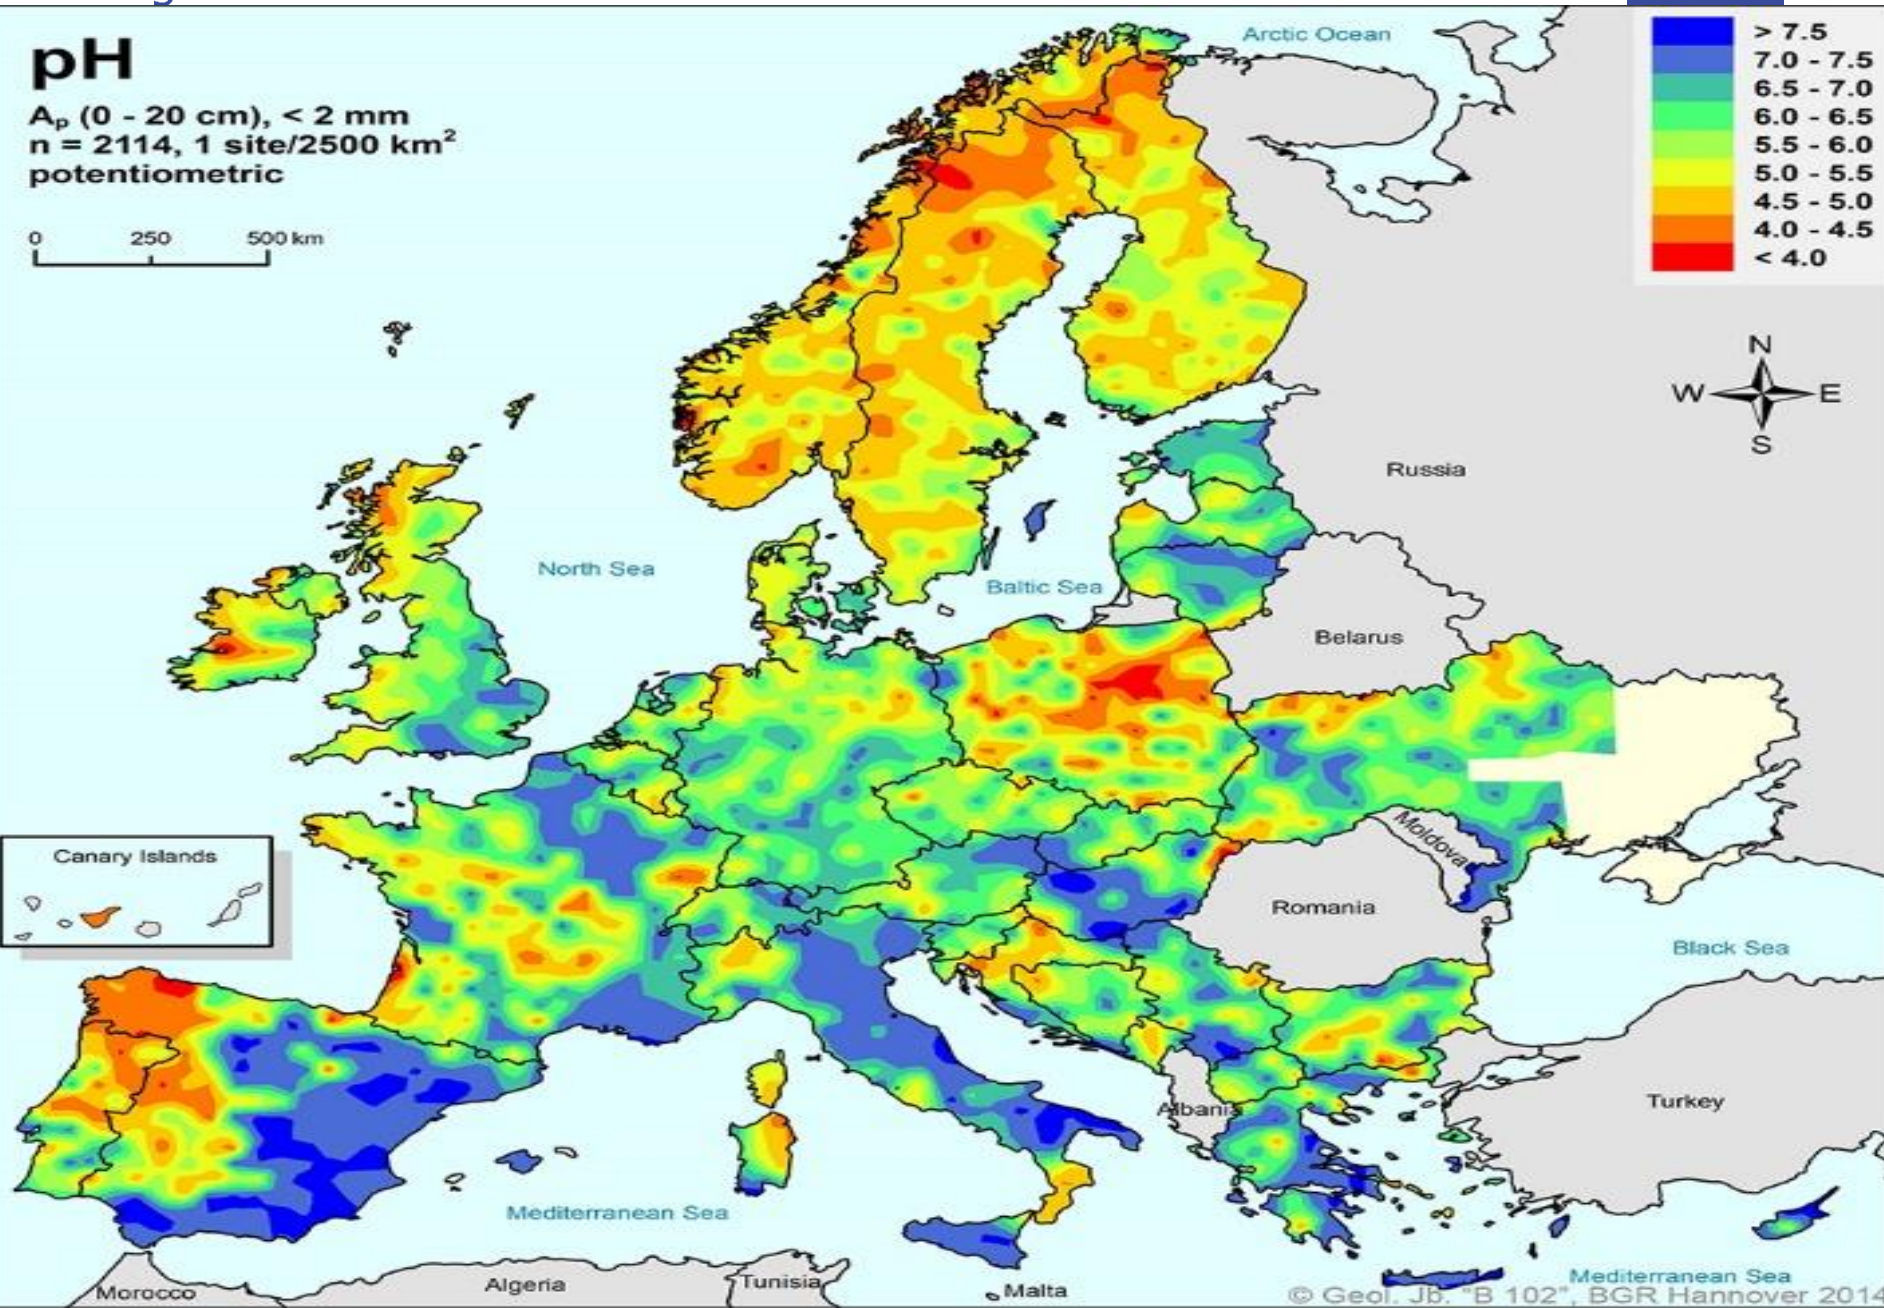 pH
Aₚ (0 - 20 cm), < 2 mm
n = 2114, 1 site/2500 km²
potentiometric
0 250 500 km
> 7.5
7.0 - 7.5
6.5 - 7.0
6.0 - 6.5
5.5 - 6.0
5.0 - 5.5
4.5 - 5.0
4.0 - 4.5
< 4.0
Arctic Ocean
N
W E
S
Russia
North Sea
Baltic Sea
Belarus
Moldova
Canary Islands
Romania
Black Sea
Albania
Turkey
Mediterranean Sea
Morocco
Algeria
Tunisia
Malta
Mediterranean Sea
© Geol. Jb. "B 102", BGR Hannover 2014